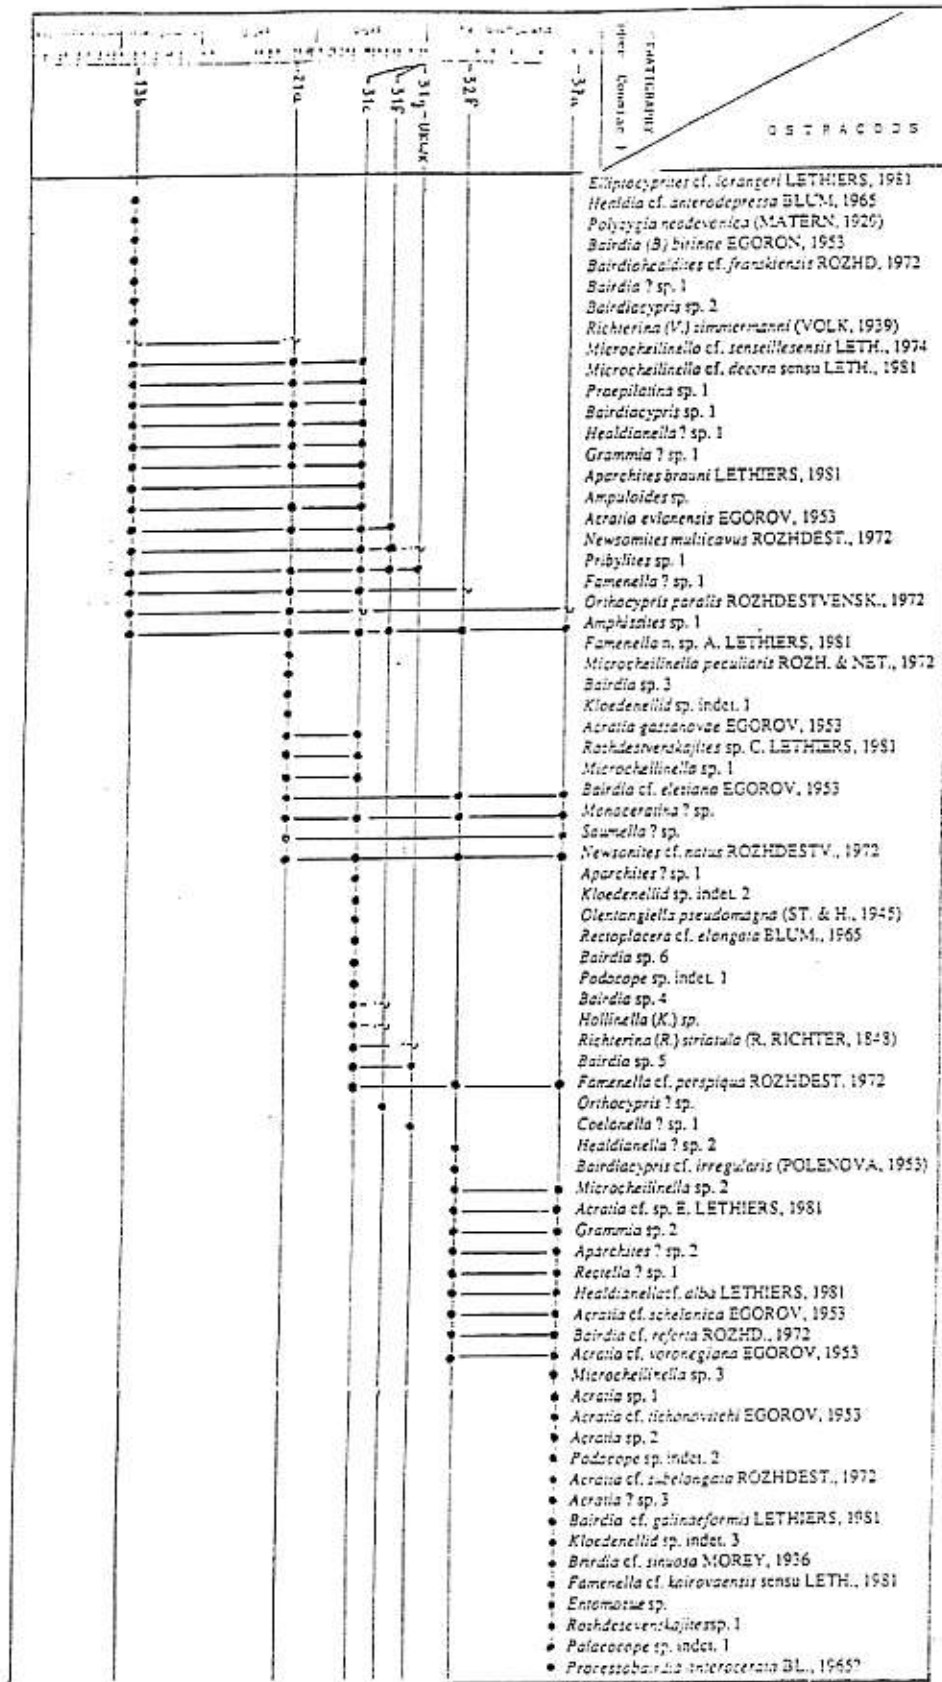 OSTRACODS
STRATIGRAPHY
-13b
-21a
-31c
-31f
-31g-UKWK
-32f
-37a
Elliptocyprites cf. lorangeri LETHIERS, 1981
Healdia cf. anterodepressa BLUM, 1965
Polyzygia neodevonica (MATERN, 1929)
Bairdia (B) birinae EGORON, 1953
Bairdiohealdites cf. franskiensis ROZHD, 1972
Bairdia ? sp. 1
Bairdiacypris sp. 2
Richterina (V.) zimmermanni (VOLK, 1939)
Microcheilinella cf. senseillesensis LETH., 1974
Microcheilinella cf. decora sensu LETH., 1981
Praepilatina sp. 1
Bairdiacypris sp. 1
Healdianella ? sp. 1
Grammia ? sp. 1
Aparchites brauni LETHIERS, 1981
Ampuloides sp.
Acratia evlanensis EGOROV, 1953
Newsomites multicavus ROZHDEST., 1972
Pribylites sp. 1
Famenella ? sp. 1
Orthocypris paralis ROZHDESTVENSK., 1972
Amphissites sp. 1
Famenella n. sp. A. LETHIERS, 1981
Microcheilinella peculiaris ROZH. & NET., 1972
Bairdia sp. 3
Kloedenellid sp. indet. 1
Acratia gassanovae EGOROV, 1953
Rozhdestvenskajites sp. C. LETHIERS, 1981
Microcheilinella sp. 1
Bairdia cf. eleziana EGOROV, 1953
Monoceratina ? sp.
Saumella ? sp.
Newsonites cf. natus ROZHDESTV., 1972
Aparchites ? sp. 1
Kloedenellid sp. indet. 2
Olentangiella pseudomagna (ST. & H., 1945)
Rectoplacera cf. elongata BLUM., 1965
Bairdia sp. 6
Podocope sp. indet. 1
Bairdia sp. 4
Hollinella (K.) sp.
Richterina (R.) striatula (R. RICHTER, 1848)
Bairdia sp. 5
Famenella cf. perspiqua ROZHDEST, 1972
Orthocypris ? sp.
Coelonella ? sp. 1
Healdianella ? sp. 2
Bairdiacypris cf. irregularis (POLENOVA, 1953)
Microcheilinella sp. 2
Acratia cf. sp. E. LETHIERS, 1981
Grammia sp. 2
Aparchites ? sp. 2
Rectella ? sp. 1
Healdianella cf. alba LETHIERS, 1981
Acratia cf. schelonica EGOROV, 1953
Bairdia cf. referta ROZHD., 1972
Acratia cf. voronegiana EGOROV, 1953
Microcheilinella sp. 3
Acratia sp. 1
Acratia cf. tichonovitchi EGOROV, 1953
Acratia sp. 2
Podocope sp. indet. 2
Acratia cf. subelongata ROZHDEST., 1972
Acratia ? sp. 3
Bairdia cf. galinaeformis LETHIERS, 1981
Kloedenellid sp. indet. 3
Bairdia cf. sinuosa MOREY, 1936
Famenella cf. kairovaensis sensu LETH., 1981
Entomozoe sp.
Rozhdesevenskajites sp. 1
Palaeocope sp. indet. 1
Processobairdia anterocerata BL., 1965?